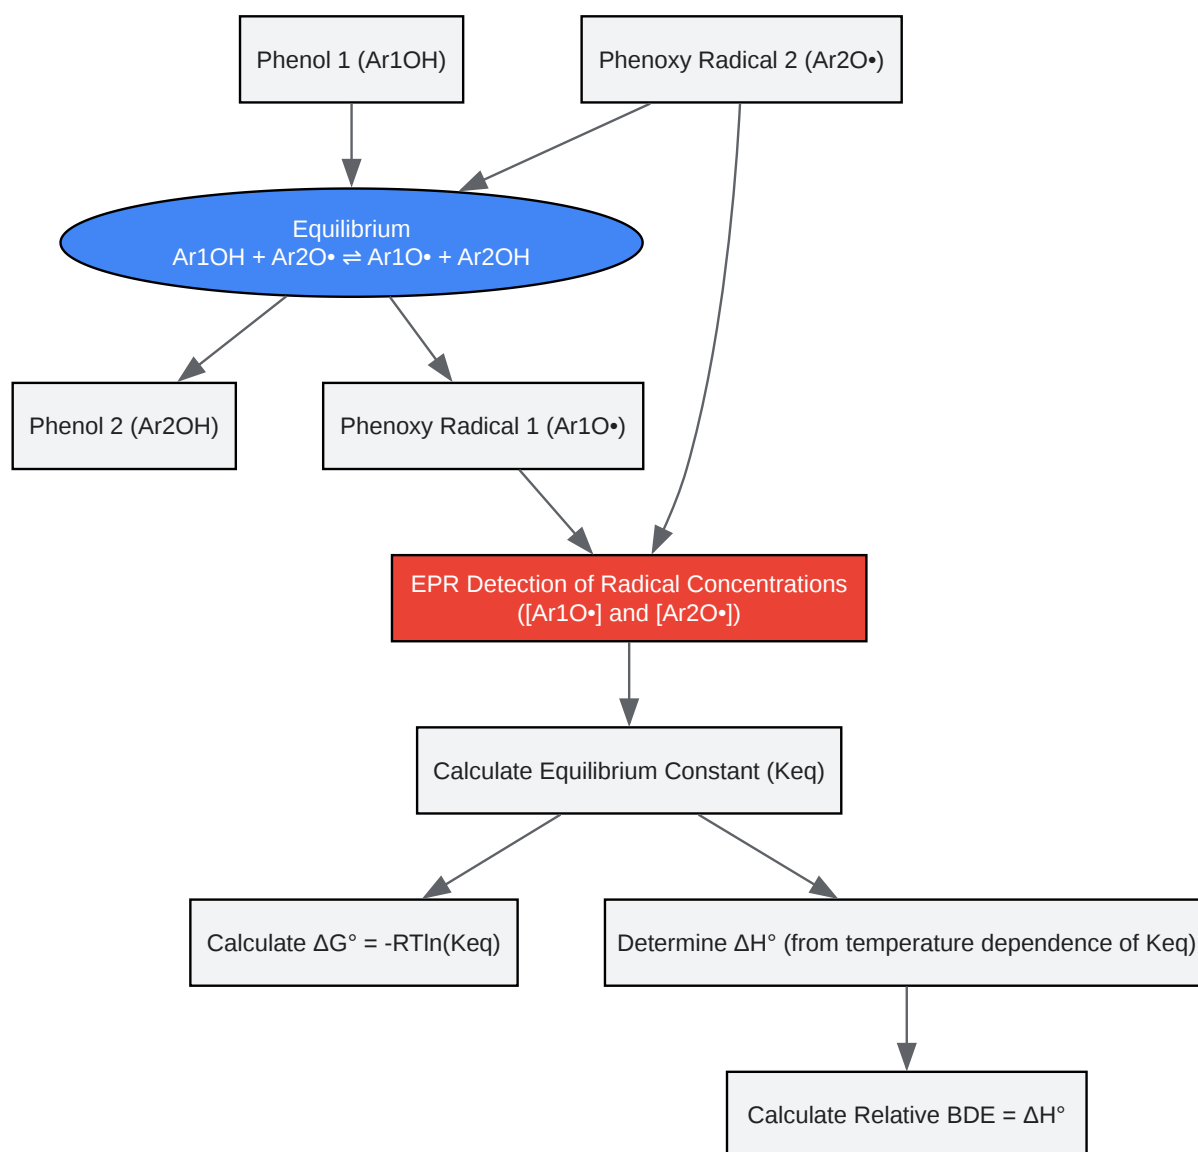 Phenol 1 (Ar1OH)
Phenoxy Radical 2 (Ar2O•)
Equilibrium
Ar1OH + Ar2O• ⇌ Ar1O• + Ar2OH
Phenol 2 (Ar2OH)
Phenoxy Radical 1 (Ar1O•)
EPR Detection of Radical Concentrations
([Ar1O•] and [Ar2O•])
Calculate Equilibrium Constant (Keq)
Calculate ΔG° = -RTln(Keq)
Determine ΔH° (from temperature dependence of Keq)
Calculate Relative BDE = ΔH°